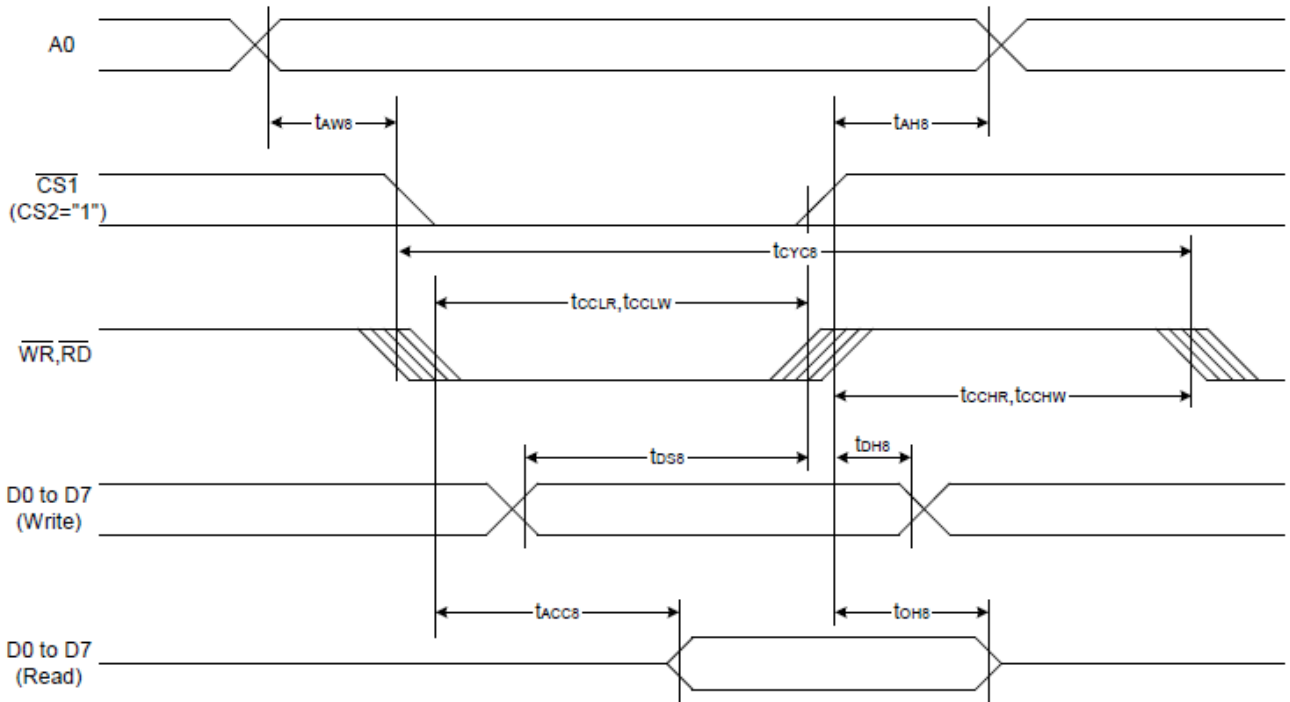 A0
tAW8
tAH8
CS1
(CS2="1")
tCYC8
tCCLR,tCCLW
WR,RD
tCCHR,tCCHW
tDS8
tDH8
D0 to D7
(Write)
tACC8
tOH8
D0 to D7
(Read)